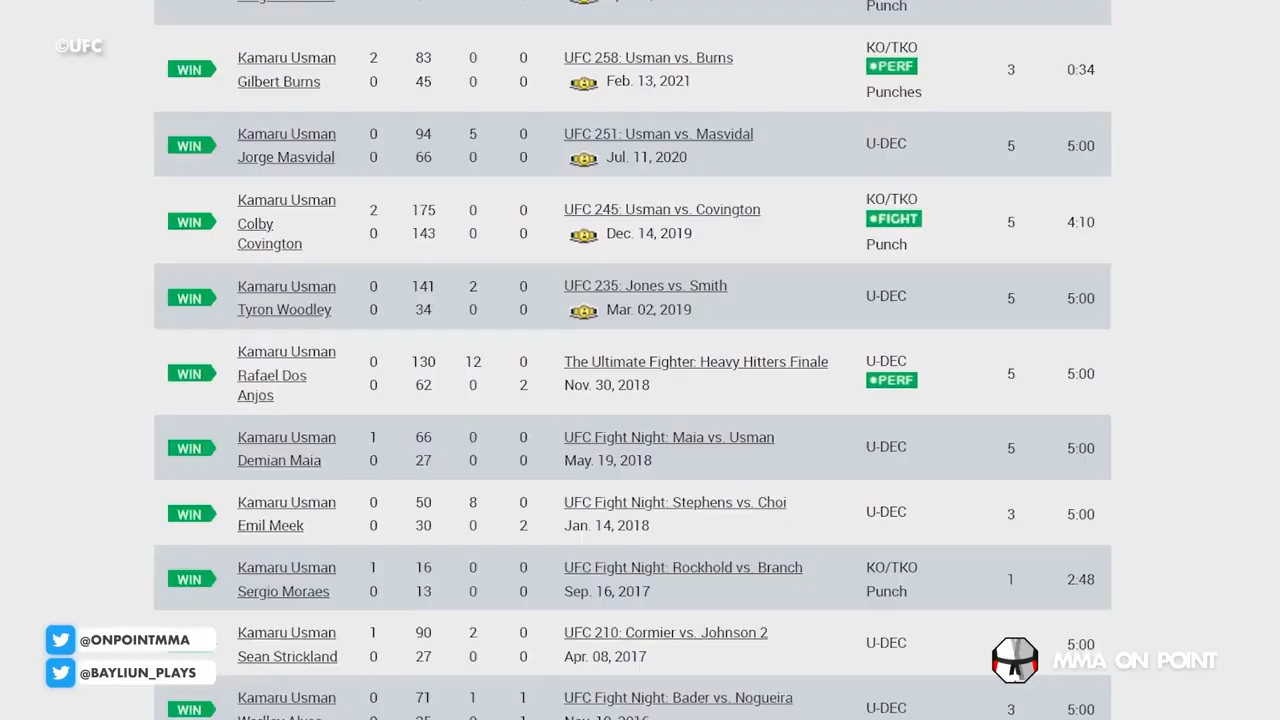 Punch
©UFC
WIN
Kamaru Usman 2 83 0 0 UFC 258: Usman vs. Burns
Gilbert Burns 0 45 0 0 Feb. 13, 2021
KO/TKO
PERF
Punches
3 0:34
WIN
Kamaru Usman 0 94 5 0 UFC 251: Usman vs. Masvidal
Jorge Masvidal 0 66 0 0 Jul. 11, 2020
U-DEC
5 5:00
WIN
Kamaru Usman 2 175 0 0 UFC 245: Usman vs. Covington
Colby
Covington
0 143 0 0 Dec. 14, 2019
KO/TKO
FIGHT
Punch
5 4:10
WIN
Kamaru Usman 0 141 2 0 UFC 235: Jones vs. Smith
Tyron Woodley 0 34 0 0 Mar. 02, 2019
U-DEC
5 5:00
WIN
Kamaru Usman 0 130 12 0 The Ultimate Fighter: Heavy Hitters Finale
Rafael Dos
Anjos
0 62 0 2 Nov. 30, 2018
U-DEC
PERF
5 5:00
WIN
Kamaru Usman 1 66 0 0 UFC Fight Night: Maia vs. Usman
Demian Maia 0 27 0 0 May. 19, 2018
U-DEC
5 5:00
WIN
Kamaru Usman 0 50 8 0 UFC Fight Night: Stephens vs. Choi
Emil Meek 0 30 0 2 Jan. 14, 2018
U-DEC
3 5:00
WIN
Kamaru Usman 1 16 0 0 UFC Fight Night: Rockhold vs. Branch
Sergio Moraes 0 13 0 0 Sep. 16, 2017
KO/TKO
Punch
1 2:48
Kamaru Usman 1 90 2 0 UFC 210: Cormier vs. Johnson 2
Sean Strickland 0 27 0 0 Apr. 08, 2017
U-DEC
5:00
@ONPOINTMMA
@BAYLIUN_PLAYS
MMA ON POINT
WIN
Kamaru Usman 0 71 1 1 UFC Fight Night: Bader vs. Nogueira
U-DEC
3 5:00